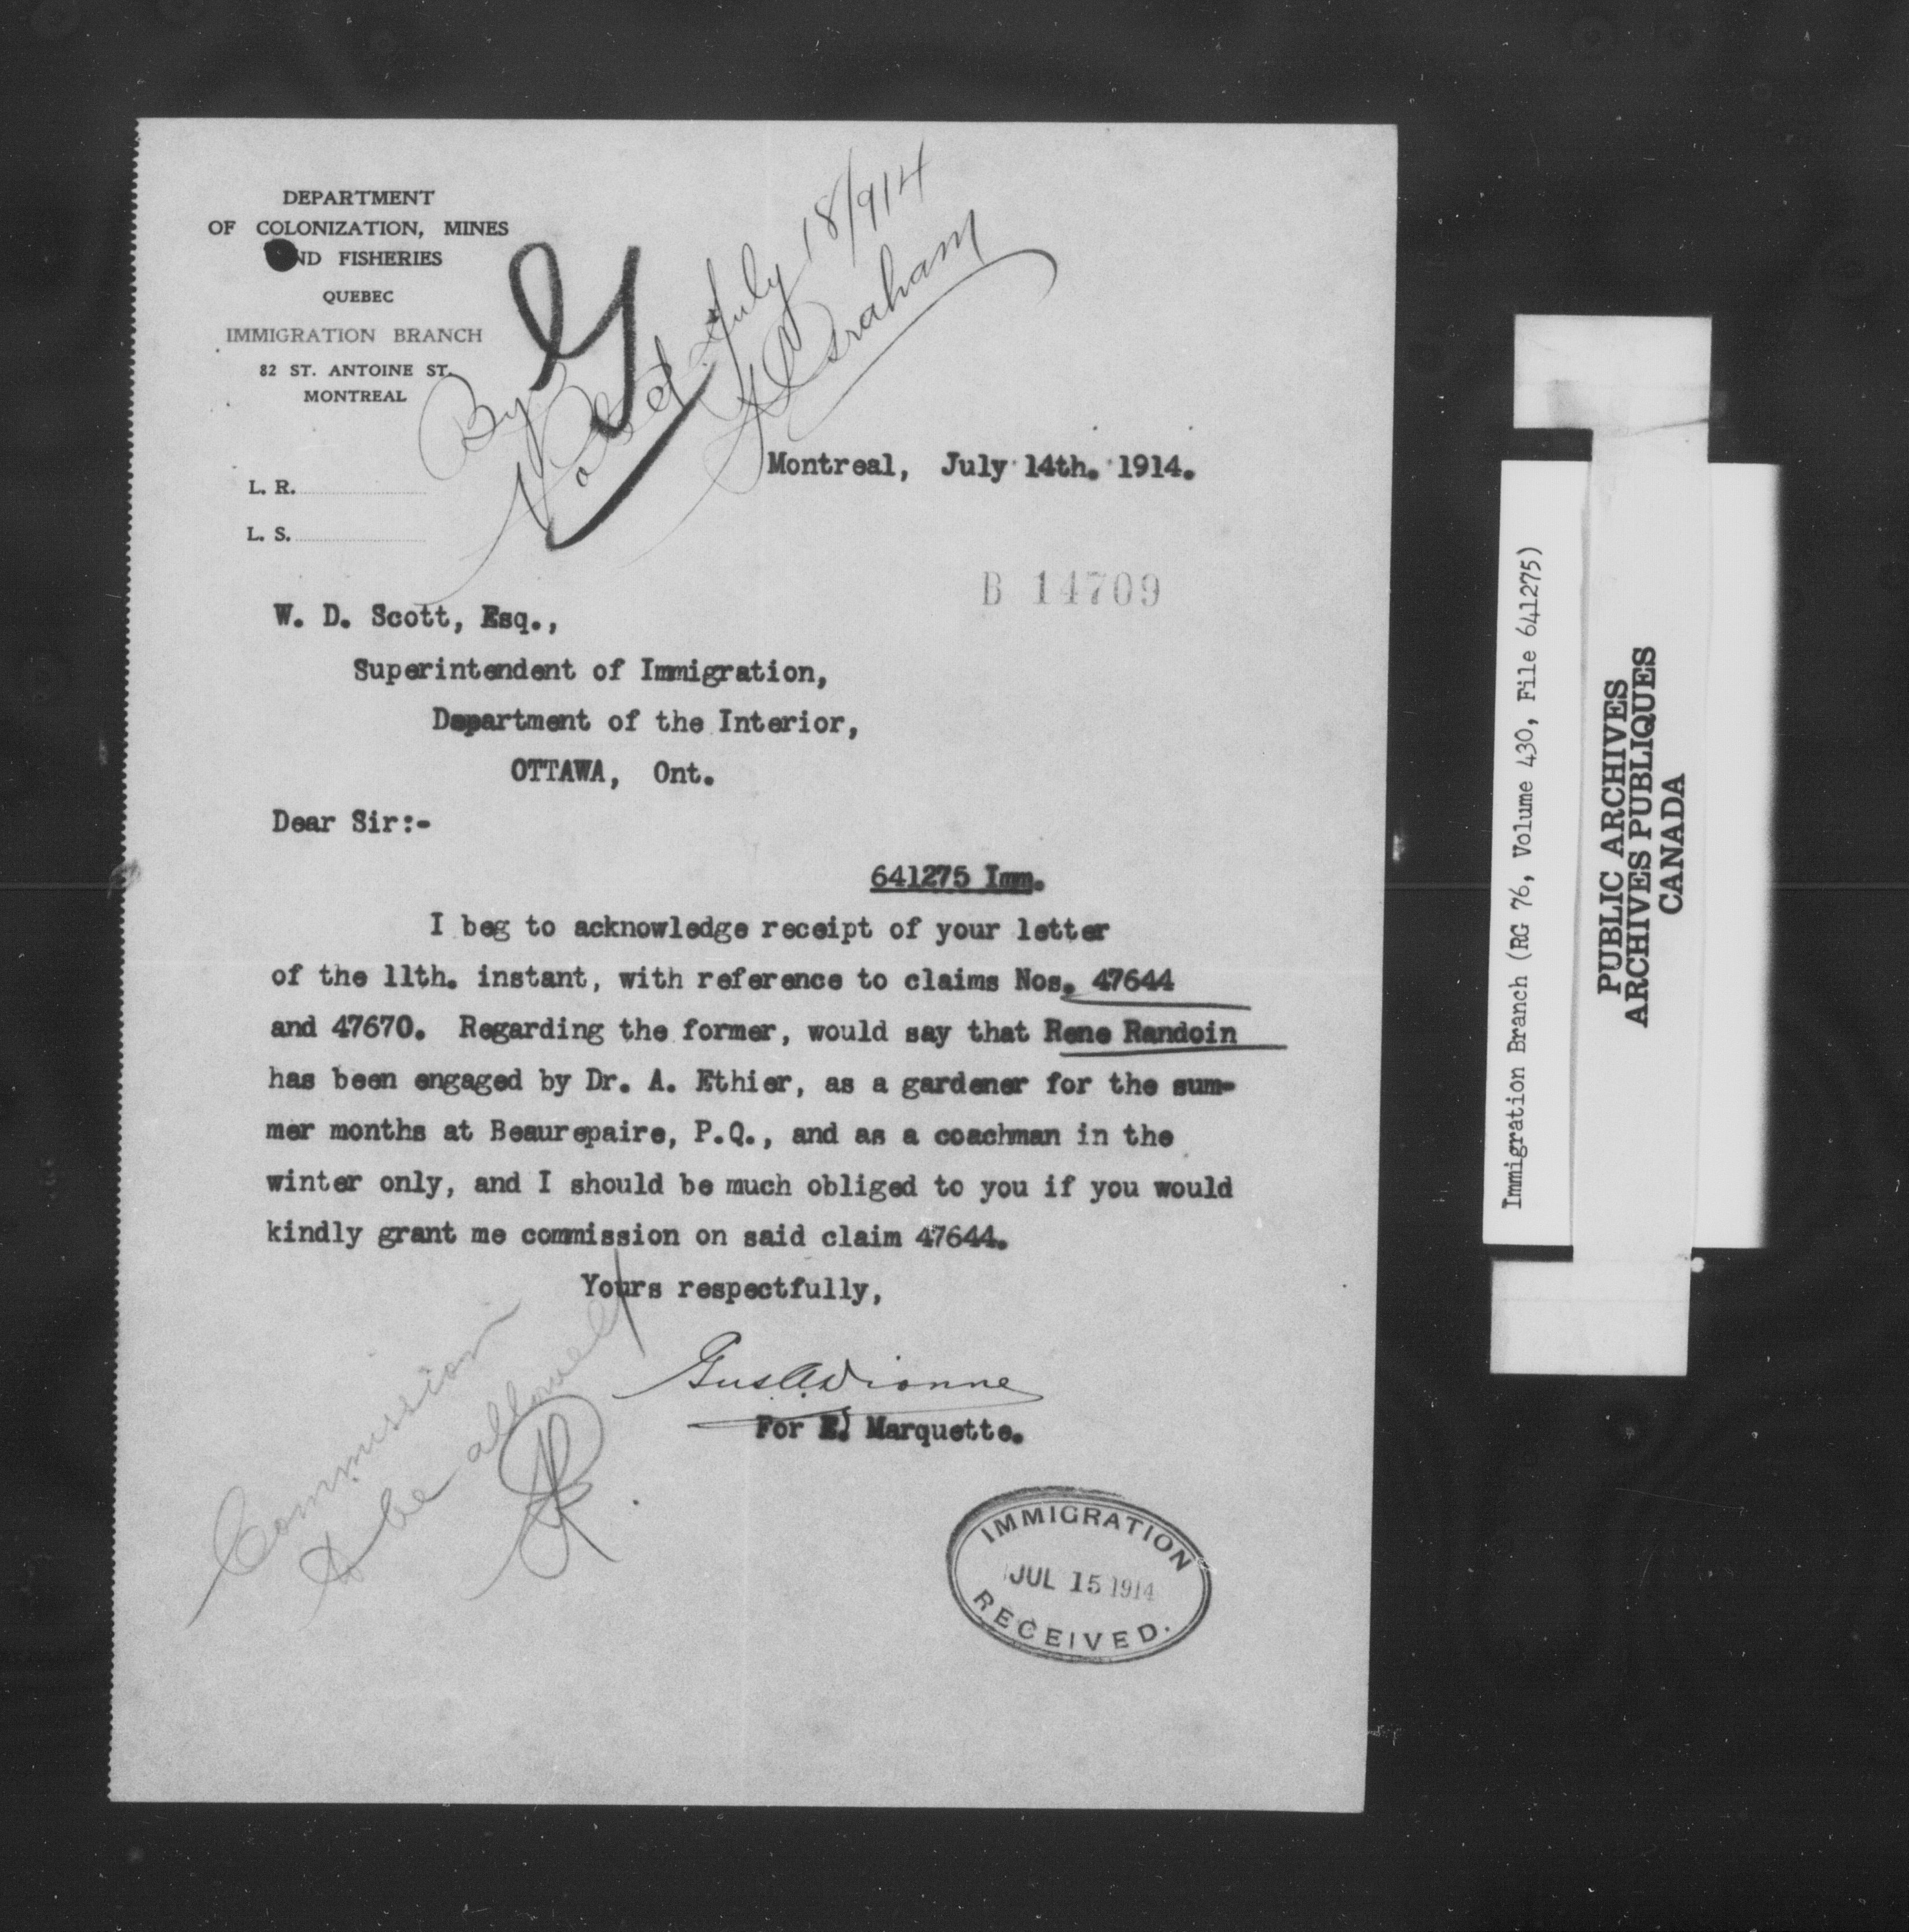 DEPARTMENT
OF COLONIZATION, MINES
AND FISHERIES
QUEBEC
IMMIGRATION BRANCH
82 ST. ANTOINE ST.
MONTREAL
L. R.
L. S.
G
By
Noted July 18/914
Montreal, July 14th. 1914.
B 14709
W. D. Scott, Esq.,
Superintendent of Immigration,
Department of the Interior,
OTTAWA, Ont.
Dear Sir:-
641275 Imm.
I beg to acknowledge receipt of your letter
of the 11th. instant, with reference to claims Nos. 47644
and 47670. Regarding the former, would say that Rene Randoin
has been engaged by Dr. A. Ethier, as a gardener for the sum-
mer months at Beaurepaire, P.Q., and as a coachman in the
winter only, and I should be much obliged to you if you would
kindly grant me commission on said claim 47644.
Yours respectfully,
Gus A Dionne
For E. Marquette.
Commission
to be allowed
IMMIGRATION
JUL 15 1914
RECEIVED.
Immigration Branch (RG 76, Volume 430, File 641275)
PUBLIC ARCHIVES
ARCHIVES PUBLIQUES
CANADA